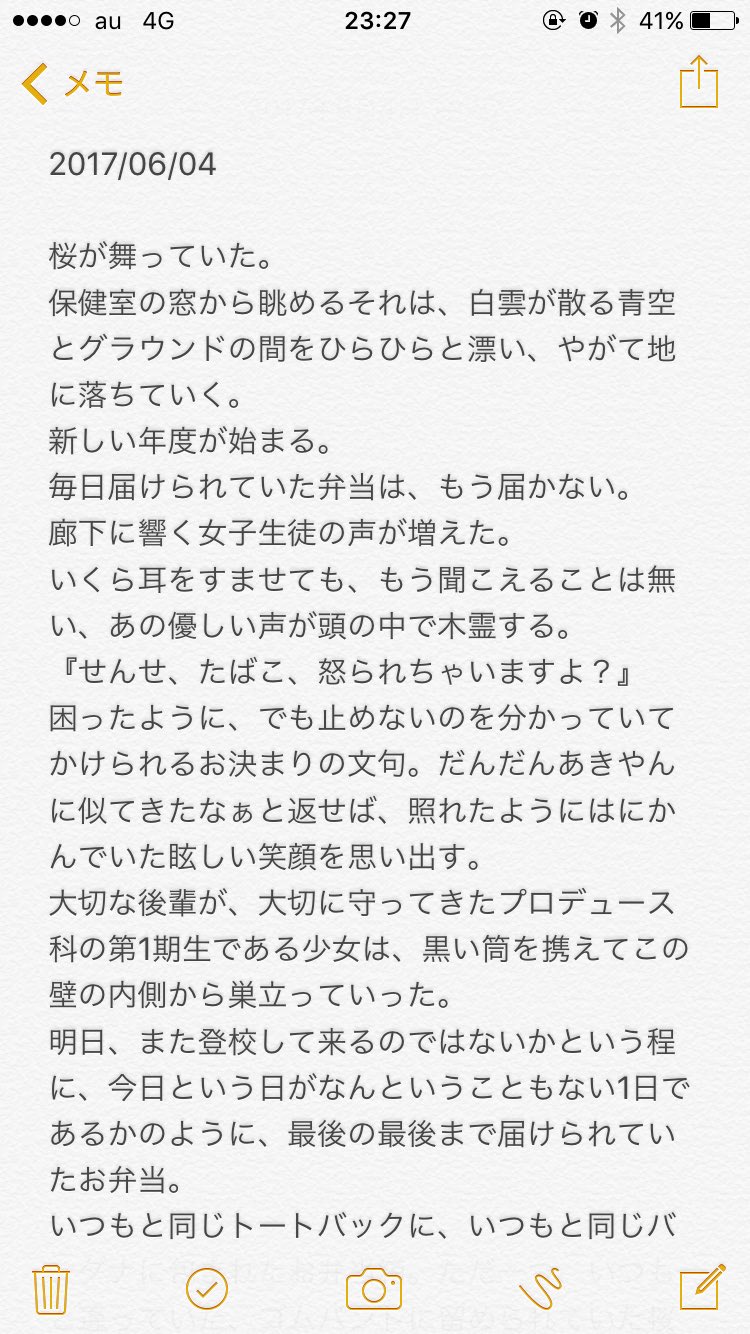 au 4G 23:27 41%
メモ
2017/06/04
桜が舞っていた。
保健室の窓から眺めるそれは、白雲が散る青空
とグラウンドの間をひらひらと漂い、やがて地
に落ちていく。
新しい年度が始まる。
毎日届けられていた弁当は、もう届かない。
廊下に響く女子生徒の声が増えた。
いくら耳をすませても、もう聞こえることは無
い、あの優しい声が頭の中で木霊する。
『せんせ、たばこ、怒られちゃいますよ？』
困ったように、でも止めないのを分かっていて
かけられるお決まりの文句。だんだんあきやん
に似てきたなぁと返せば、照れたようにはにか
んでいた眩しい笑顔を思い出す。
大切な後輩が、大切に守ってきたプロデュース
科の第1期生である少女は、黒い筒を携えてこの
壁の内側から巣立っていった。
明日、また登校して来るのではないかという程
に、今日という日がなんということもない1日で
あるかのように、最後の最後まで届けられてい
たお弁当。
いつもと同じトートバックに、いつもと同じバ